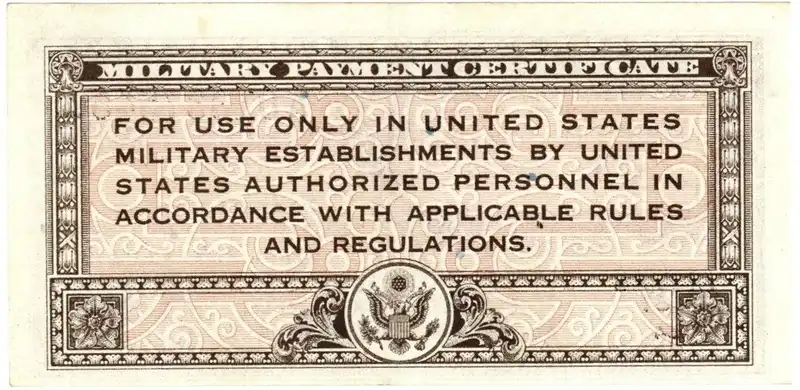 MILITARY PAYMENT CERTIFICATE
FOR USE ONLY IN UNITED STATES
MILITARY ESTABLISHMENTS BY UNITED
STATES AUTHORIZED PERSONNEL IN
ACCORDANCE WITH APPLICABLE RULES
AND REGULATIONS.